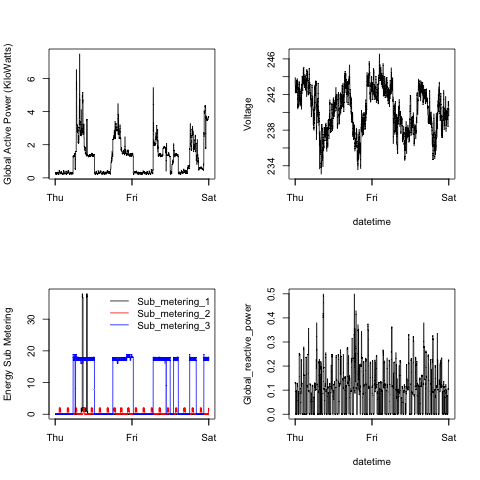 Global Active Power (KiloWatts)
6
4
2
0
Thu
Fri
Sat
Voltage
246
242
238
234
Thu
Fri
Sat
datetime
Energy Sub Metering
30
20
10
0
Sub_metering_1
Sub_metering_2
Sub_metering_3
Thu
Fri
Sat
Global_reactive_power
0.5
0.4
0.3
0.2
0.1
0.0
Thu
Fri
Sat
datetime